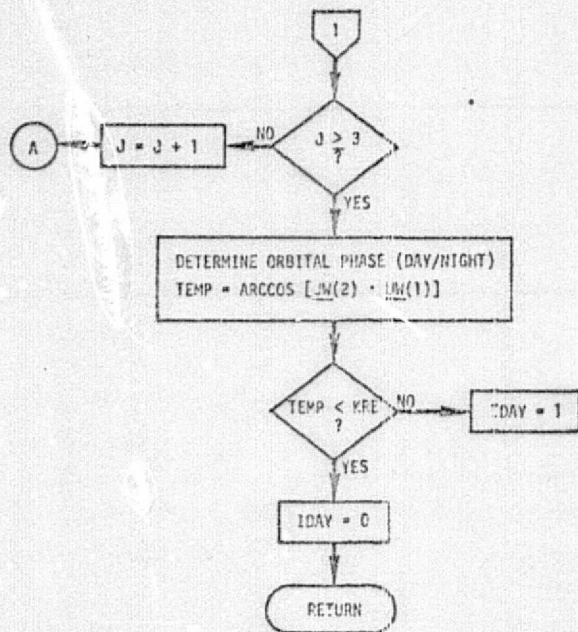 1
J ≥ 3
?
NO
J = J + 1
A
YES
DETERMINE ORBITAL PHASE (DAY/NIGHT)
TEMP = ARCCOS [UW(2) · UW(1)]
TEMP < KRE
?
NO
IDAY = 1
YES
IDAY = 0
RETURN